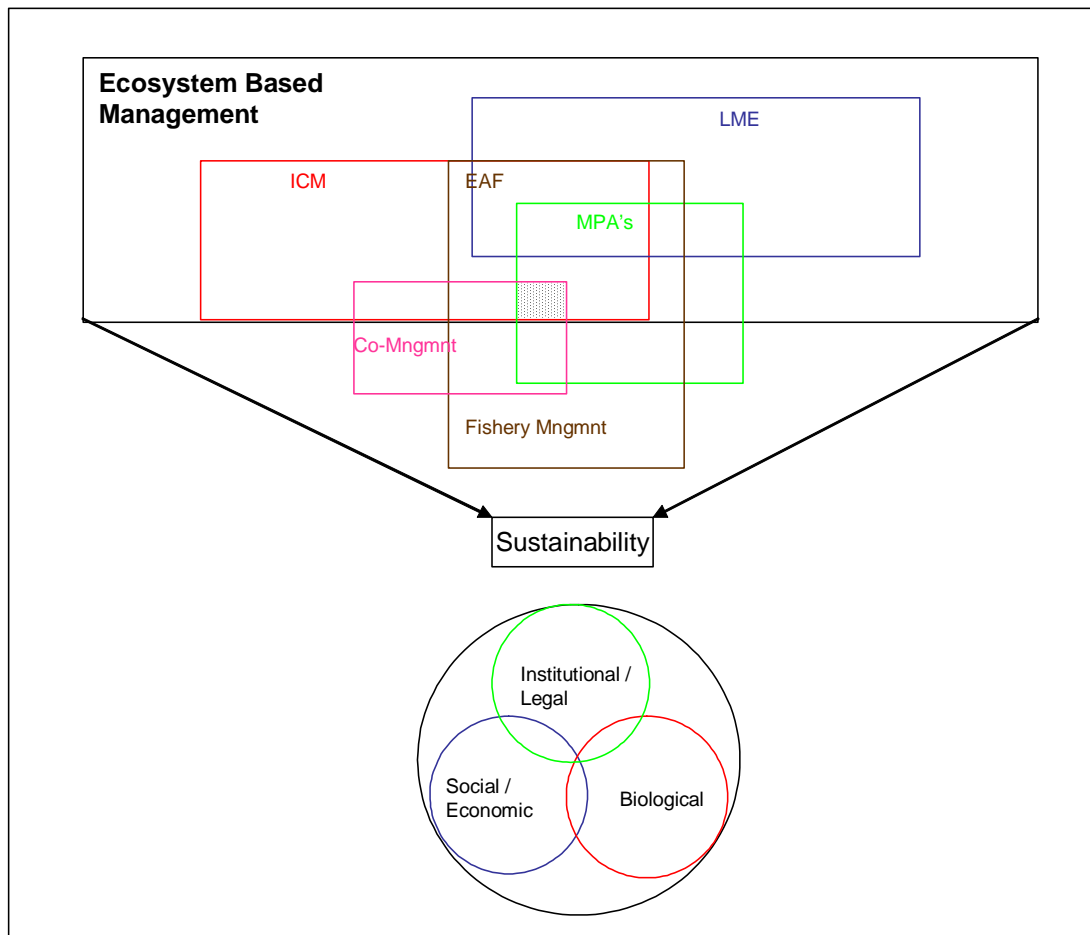 Ecosystem Based
Management
LME
ICM
EAF
MPA's
Co-Mngmnt
Fishery Mngmnt
Sustainability
Institutional /
Legal
Social /
Economic
Biological